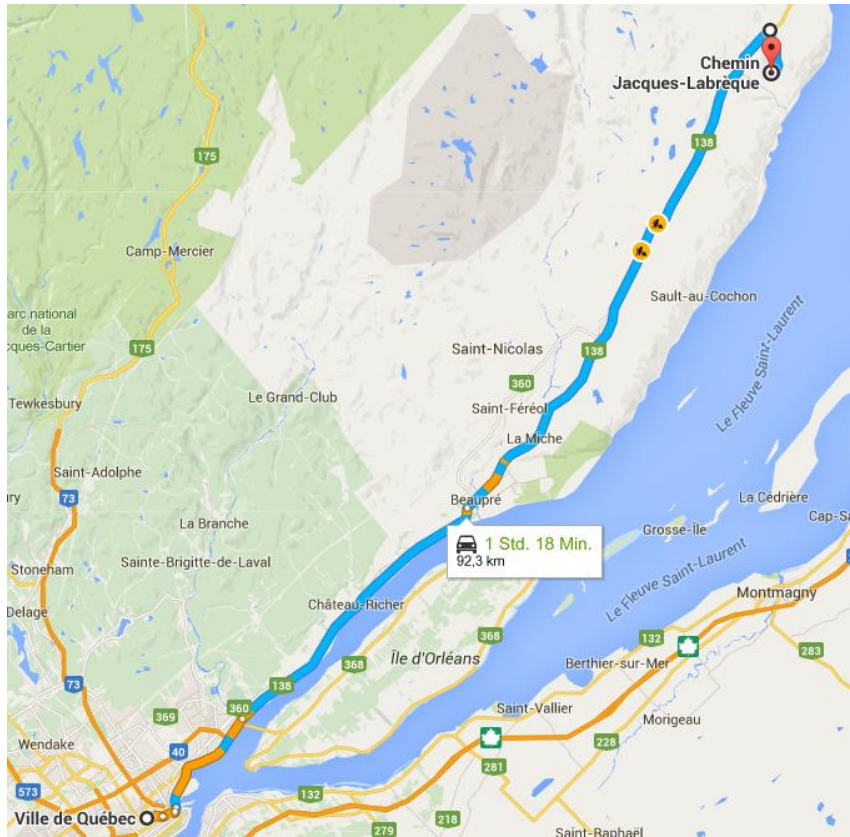 Chemin
Jacques-Labrèque
138
175
Camp-Mercier
Sault-au-Cochon
arc national
de la
cques-Cartier
175
Saint-Nicolas
138
Le Fleuve Saint-Laurent
360
Le Grand-Club
Tewkesbury
Saint-Féréol
La Miche
Saint-Adolphe
ury
73
Beaupré
La Cédrière
La Branche
Cap-Sa
1 Std. 18 Min.
92,3 km
Grosse-Île
Sainte-Brigitte-de-Laval
Stoneham
Le Fleuve Saint-Laurent
Château-Richer
Montmagny
Delage
368
132
Île d'Orléans
368
283
Berthier-sur-Mer
73
138
360
Saint-Vallier
369
Morigeau
Wendake
40
228
281
573
132
Ville de Québec
218
279
Saint-Raphaël